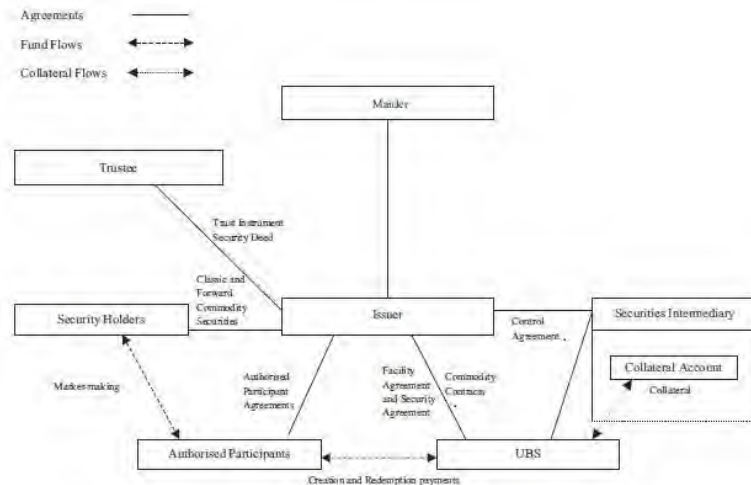 Agreements
Fund Flows
Collateral Flows
Trustee
Trust Instrument
Security Deed
Classic and
Forward
Commodity
Securities
Security Holders
Issuer
Securities Intermediary
Control
Agreement
Collateral Account
Collateral
Market-making
Authorised
Participant
Agreements
Facility
Agreement
and Security
Agreement
Commodity
Contracts
Authorised Participants
UBS
Creation and Redemption payments